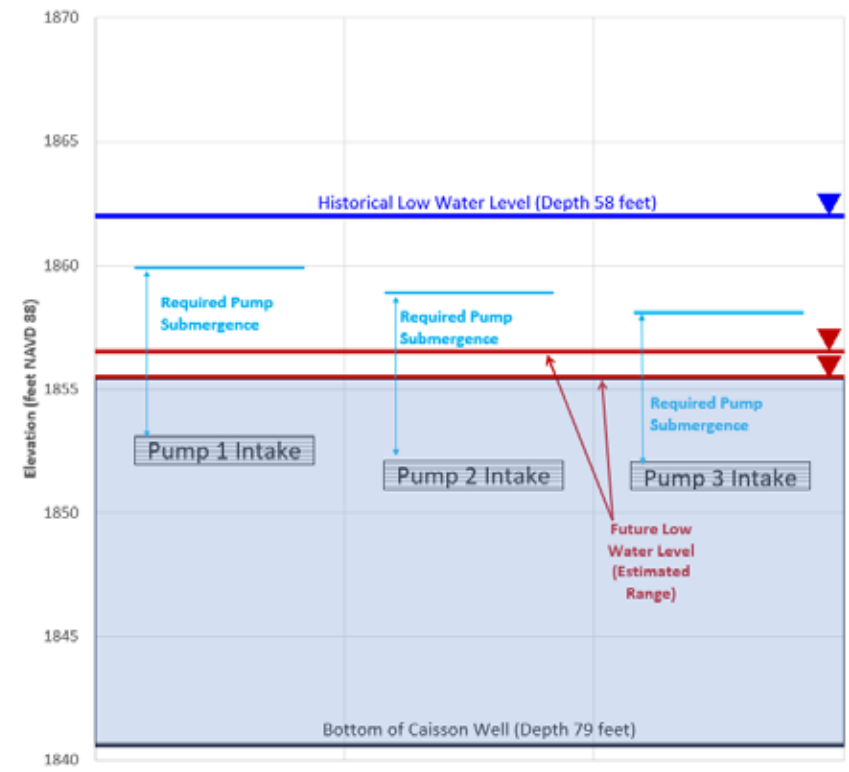 1870
1865
Historical Low Water Level (Depth 58 feet)
1860
Required Pump
Submergence
Required Pump
Submergence
1855
Required Pump
Submergence
Pump 1 Intake
Pump 2 Intake
Pump 3 Intake
1850
Future Low
Water Level
(Estimated
Range)
1845
Bottom of Caisson Well (Depth 79 feet)
1840
Elevation (feet NAVD 88)